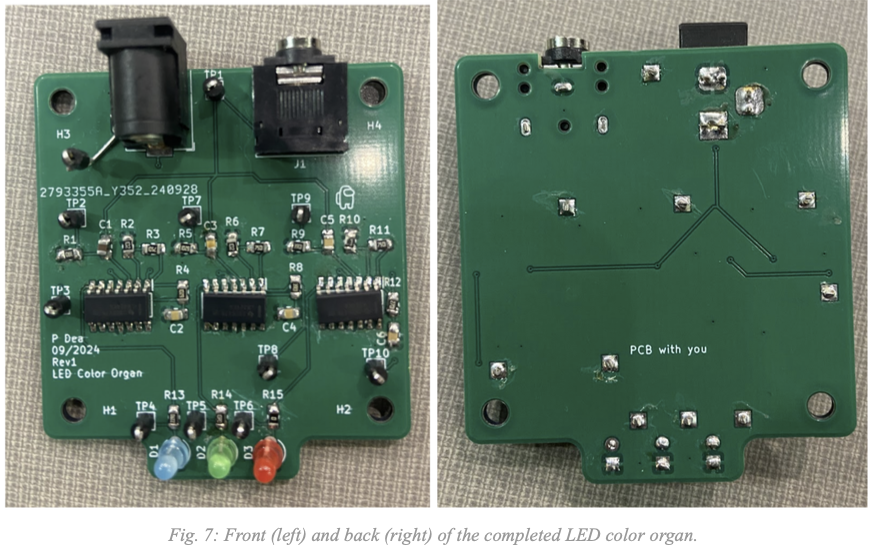 TP1
H3
H4
J1
2793355A_Y352_240928
TP2
TP7
TP9
R1
C1
R2
R3
R5
C3
R6
R7
R9
C5
R10
R11
TP3
R4
R8
R12
C2
C4
C6
P Dea
09/2024
Rev1
LED Color Organ
TP8
TP10
H1
TP4
R13
TP5
R14
TP6
R15
H2
D1
D2
D3
PCB with you
Fig. 7: Front (left) and back (right) of the completed LED color organ.